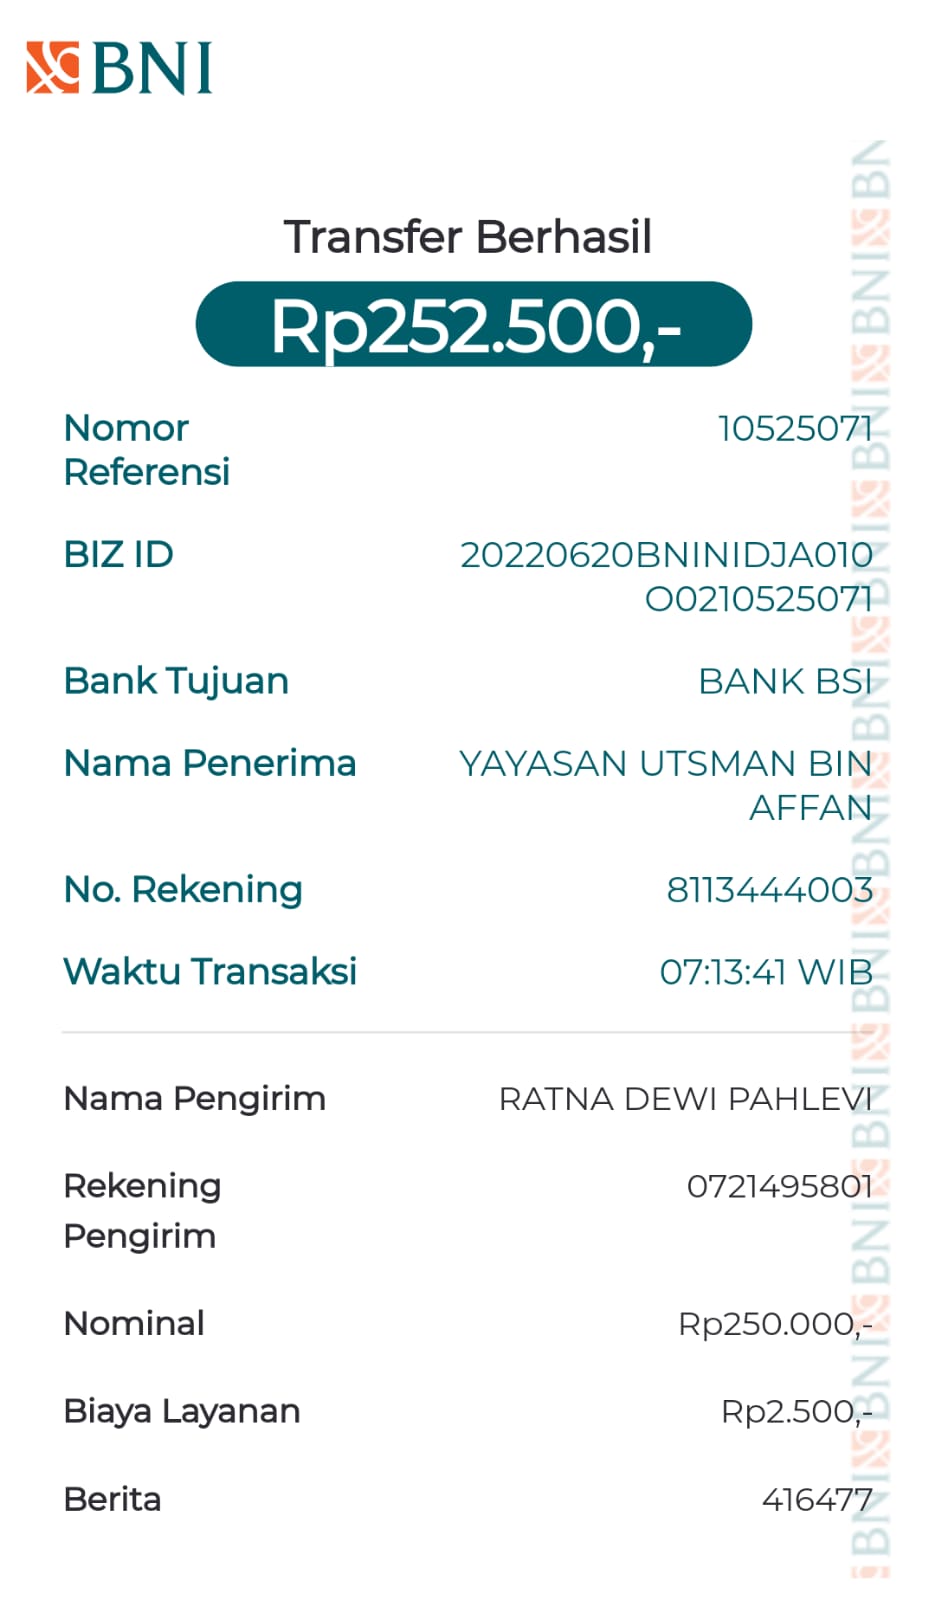 BNI
Transfer Berhasil
Rp252.500,-
Nomor Referensi 10525071
BIZ ID 20220620BNINIDJA010
O0210525071
Bank Tujuan BANK BSI
Nama Penerima YAYASAN UTSMAN BIN
AFFAN
No. Rekening 8113444003
Waktu Transaksi 07:13:41 WIB
Nama Pengirim RATNA DEWI PAHLEVI
Rekening Pengirim 0721495801
Nominal Rp250.000,-
Biaya Layanan Rp2.500,-
Berita 416477
BNI BNI BNI BNI BNI BNI BNI BNI BNI BNI BN